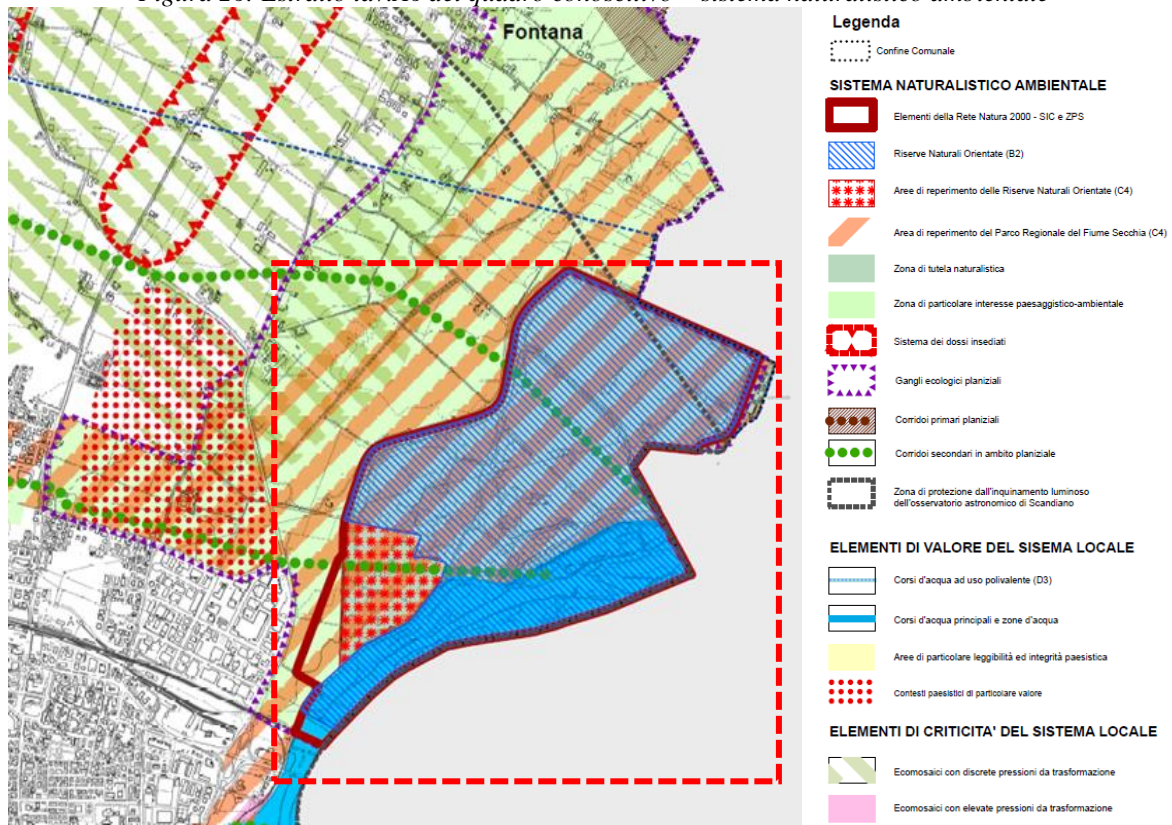 Fontana
Legenda
Confine Comunale
SISTEMA NATURALISTICO AMBIENTALE
Elementi della Rete Natura 2000 - SIC e ZPS
Riserve Naturali Orientate (B2)
Aree di reperimento delle Riserve Naturali Orientate (C4)
Area di reperimento del Parco Regionale del Fiume Secchia (C4)
Zona di tutela naturalistica
Zona di particolare interesse paesaggistico-ambientale
Sistema dei dossi insediati
Gangli ecologici planiziali
Corridoi primari planiziali
Corridoi secondari in ambito planiziale
Zona di protezione dall'inquinamento luminoso
dell'osservatorio astronomico di Scandiano
ELEMENTI DI VALORE DEL SISEMA LOCALE
Corsi d'acqua ad uso polivalente (D3)
Corsi d'acqua principali e zone d'acqua
Aree di particolare leggibilità ed integrità paesistica
Contesti paesistici di particolare valore
ELEMENTI DI CRITICITA' DEL SISTEMA LOCALE
Ecomosaici con discrete pressioni da trasformazione
Ecomosaici con elevate pressioni da trasformazione